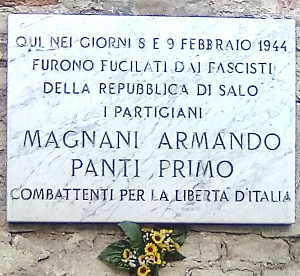 QUI NEI GIORNI 8 E 9 FEBBRAIO 1944
FURONO FUCILATI DAI FASCISTI
DELLA REPUBBLICA DI SALO
I PARTIGIANI
MAGNANI ARMANDO
PANTI PRIMO
COMBATTENTI PER LA LIBERTÀ D'ITALIA